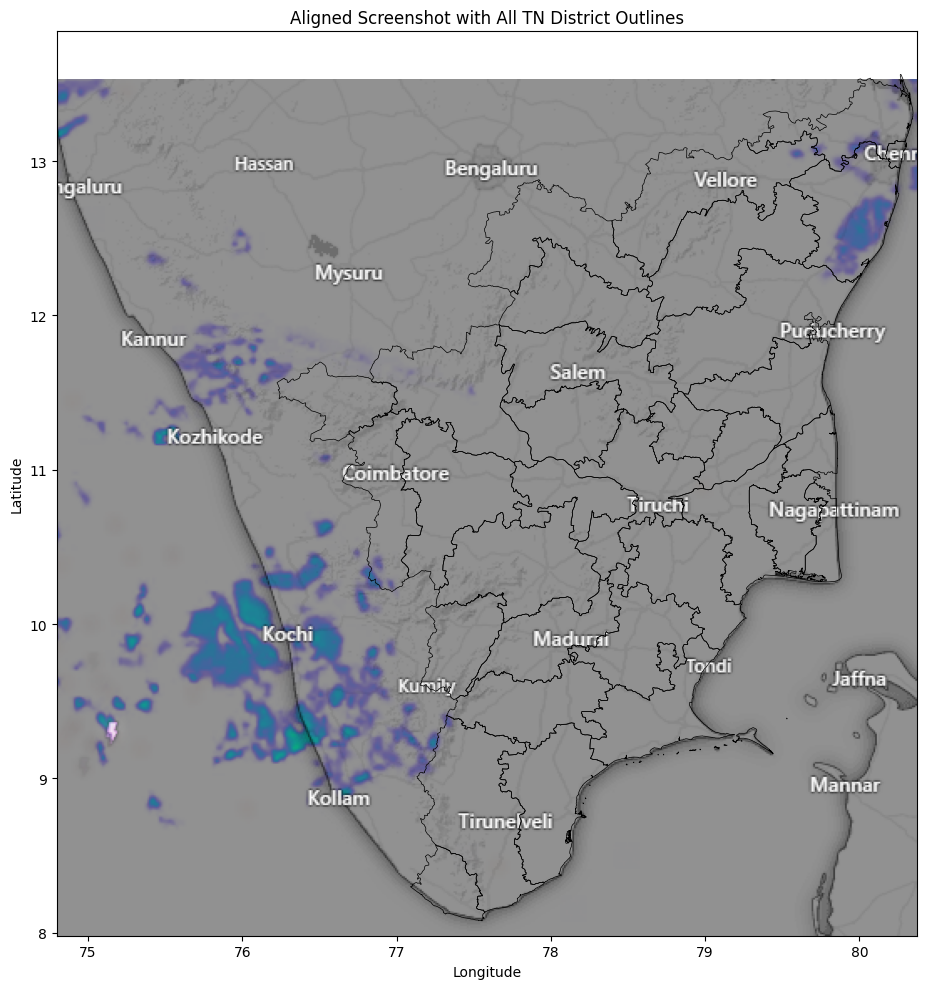 Aligned Screenshot with All TN District Outlines
13
12
11
10
9
8
Latitude
Hassan
Bengaluru
Chenn
ngaluru
Vellore
Mysuru
Kannur
Puducherry
Salem
Kozhikode
Coimbatore
Tiruchi
Nagapattinam
Kochi
Madurai
Tondi
Kumily
Jaffna
Kollam
Mannar
Tirunelveli
75
76
77
78
79
80
Longitude